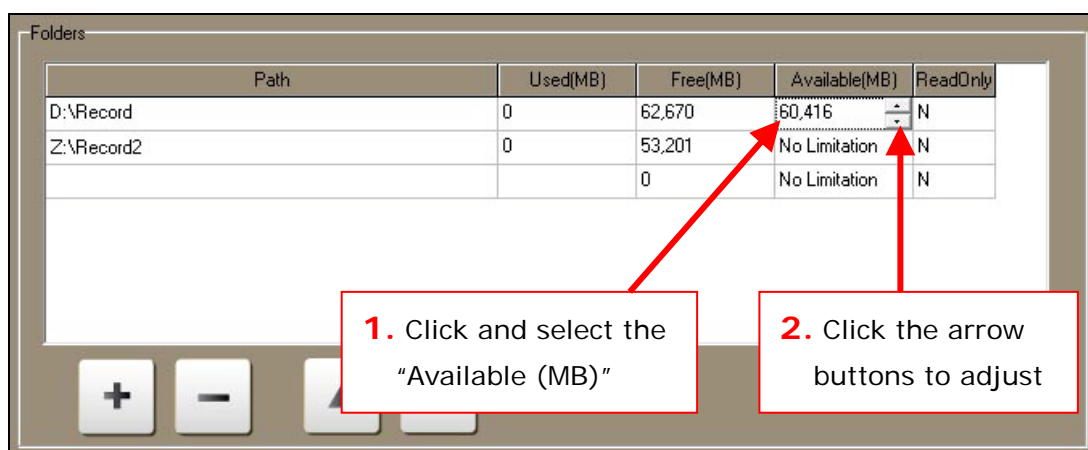 Folders
Path Used(MB) Free(MB) Available(MB) ReadOnly
D:\Record 0 62,670 60,416 N
Z:\Record2 0 53,201 No Limitation N
0 No Limitation N
1. Click and select the
“Available (MB)”
2. Click the arrow
buttons to adjust